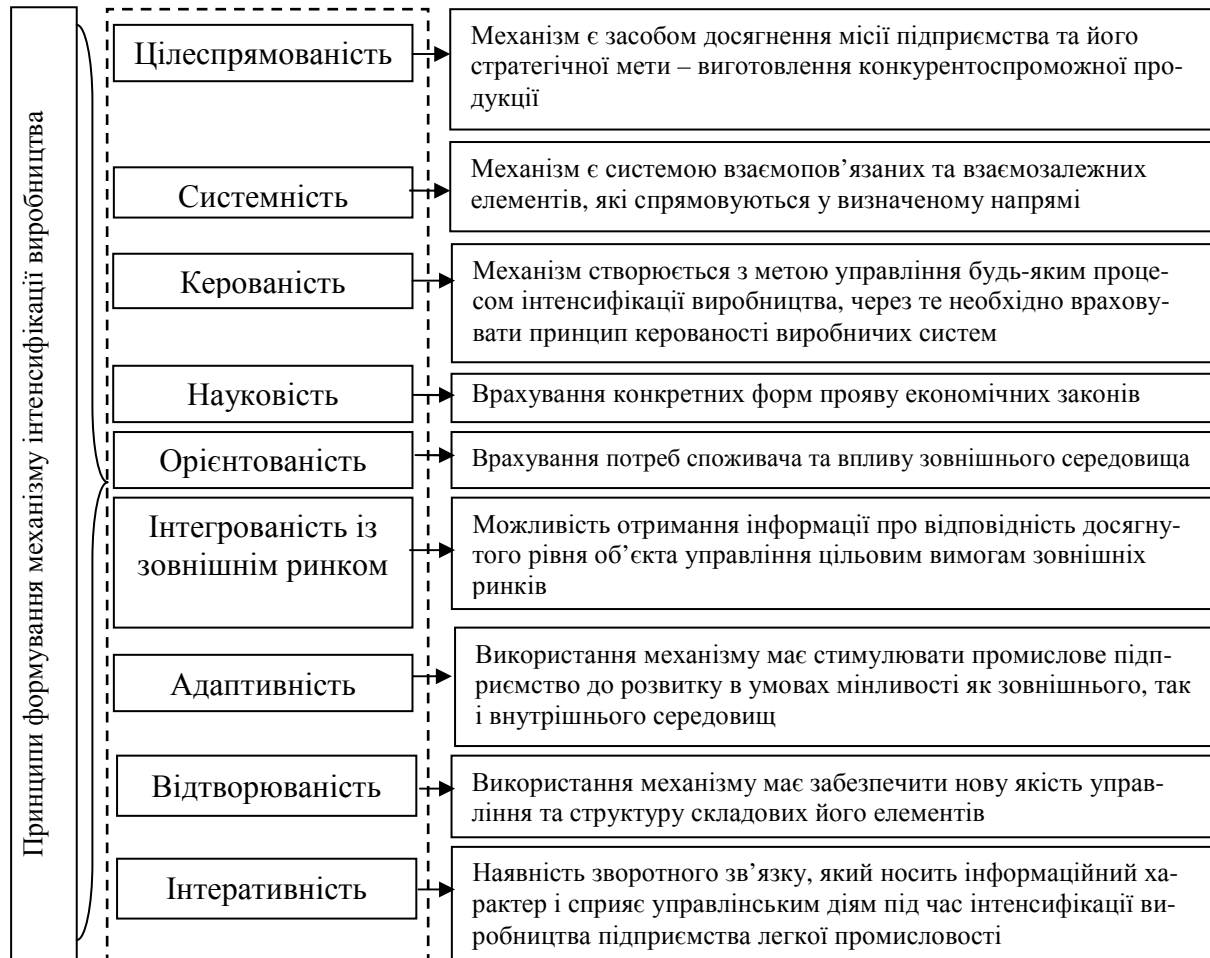 Принципи формування механізму інтенсифікації виробництва
Цілеспрямованість
Механізм є засобом досягнення місії підприємства та його
стратегічної мети – виготовлення конкурентоспроможної про-
дукції
Системність
Механізм є системою взаємопов’язаних та взаємозалежних
елементів, які спрямовуються у визначеному напрямі
Керованість
Механізм створюється з метою управління будь-яким проце-
сом інтенсифікації виробництва, через те необхідно враховву-
вати принцип керованості виробничих систем
Науковість
Врахування конкретних форм прояву економічних законів
Орієнтованість
Врахування потреб споживача та впливу зовнішнього середовища
Інтегрованість із
зовнішнім ринком
Можливість отримання інформації про відповідність досягну-
того рівня об’єкта управління цільовим вимогам зовнішніх
ринків
Адаптивність
Використання механізму має стимулювати промислове підп-
риємство до розвитку в умовах мінливості як зовнішнього, так
і внутрішнього середовищ
Відтворюваність
Використання механізму має забезпечити нову якість управ-
ління та структуру складових його елементів
Інтеративність
Наявність зворотного зв’язку, який носить інформаційний ха-
рактер і сприяє управлінським діям під час інтенсифікації ви-
робництва підприємства легкої промисловості